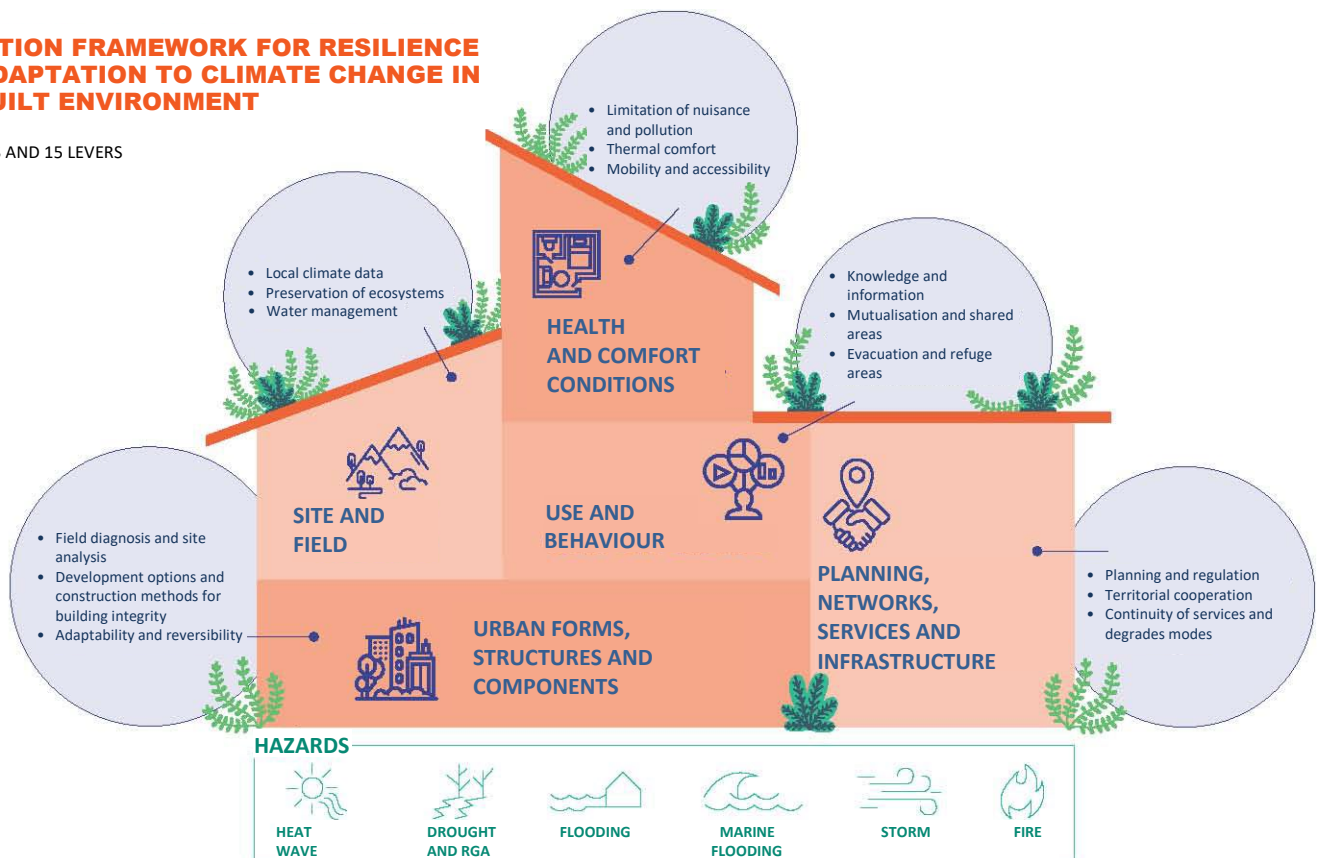 TION FRAMEWORK FOR RESILIENCE
DAPTATION TO CLIMATE CHANGE IN
UILT ENVIRONMENT
AND 15 LEVERS
• Limitation of nuisance
and pollution
• Thermal comfort
• Mobility and accessibility
• Local climate data
• Preservation of ecosystems
• Water management
• Knowledge and
information
• Mutualisation and shared
areas
• Evacuation and refuge
areas
HEALTH
AND COMFORT
CONDITIONS
SITE AND
FIELD
USE AND
BEHAVIOUR
• Field diagnosis and site
analysis
• Development options and
construction methods for
building integrity
• Adaptability and reversibility
PLANNING,
NETWORKS,
SERVICES AND
INFRASTRUCTURE
• Planning and regulation
• Territorial cooperation
• Continuity of services and
degrades modes
URBAN FORMS,
STRUCTURES AND
COMPONENTS
HAZARDS
HEAT
WAVE
DROUGHT
AND RGA
FLOODING
MARINE
FLOODING
STORM
FIRE